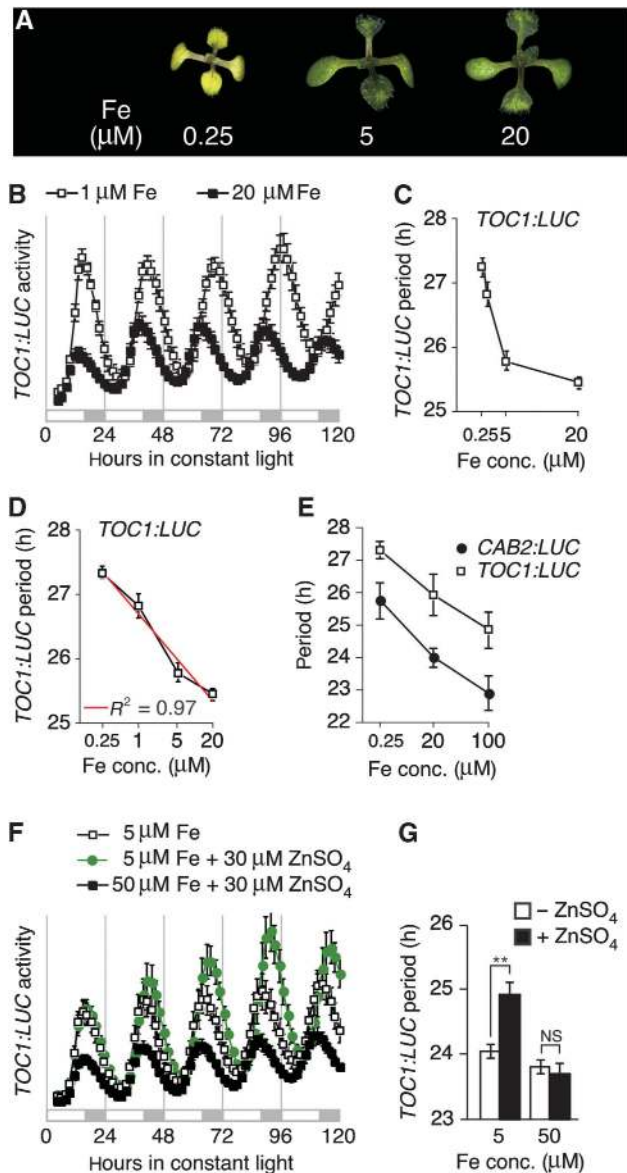 A
Fe
(µM) 0.25 5 20
B
1 µM Fe 20 µM Fe
TOC1:LUC activity
0 24 48 72 96 120
Hours in constant light
C
TOC1:LUC
TOC1:LUC period (h)
28
27
26
25
0.25 5 20
Fe conc. (µM)
D
TOC1:LUC
TOC1:LUC period (h)
28
27
26
25
R² = 0.97
0.25 1 5 20
Fe conc. (µM)
E
CAB2:LUC
TOC1:LUC
Period (h)
28
27
26
25
24
23
22
0.25 20 100
Fe conc. (µM)
F
5 µM Fe
5 µM Fe + 30 µM ZnSO₄
50 µM Fe + 30 µM ZnSO₄
TOC1:LUC activity
0 24 48 72 96 120
Hours in constant light
G
– ZnSO₄
+ ZnSO₄
TOC1:LUC period (h)
26
25
24
23
**
NS
5 50
Fe conc. (µM)